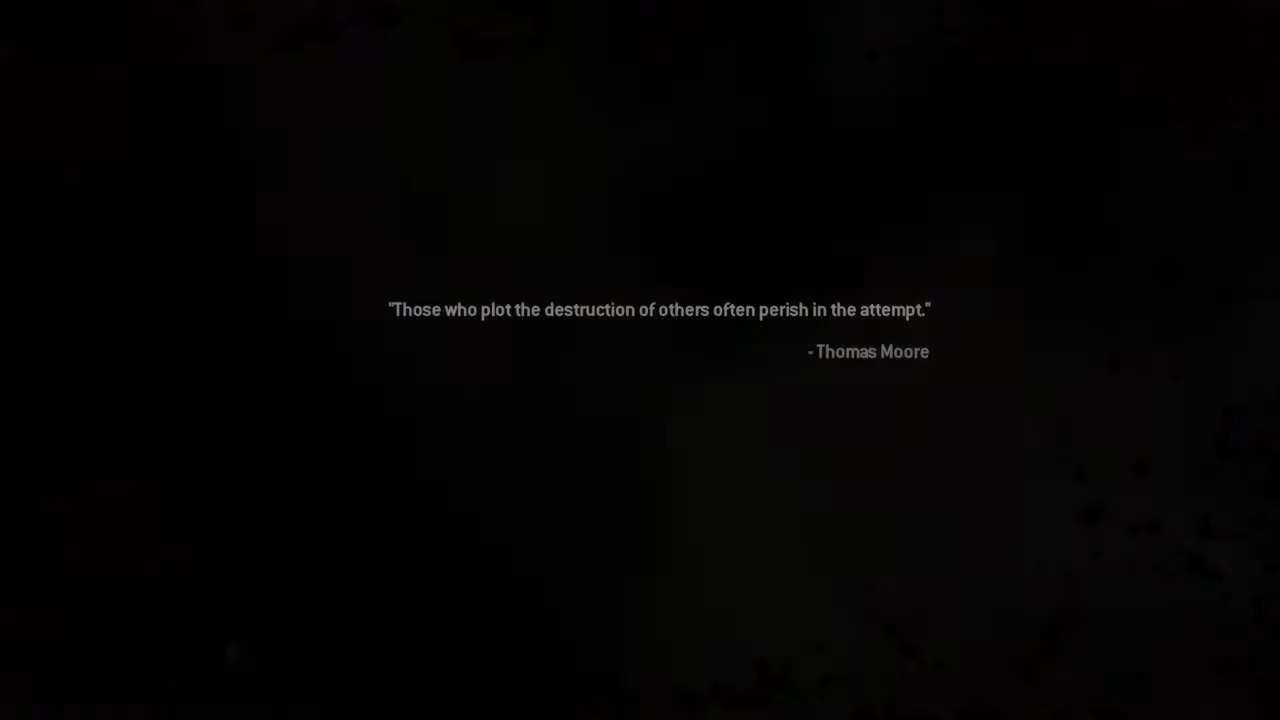 "Those who plot the destruction of others often perish in the attempt."
- Thomas Moore